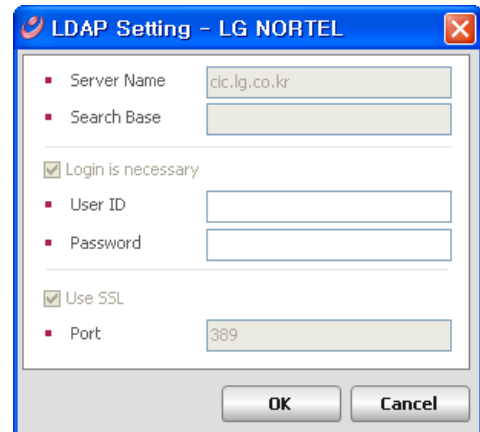 LDAP Setting - LG NORTEL
Server Name cic.lg.co.kr
Search Base
Login is necessary
User ID
Password
Use SSL
Port 389
OK Cancel